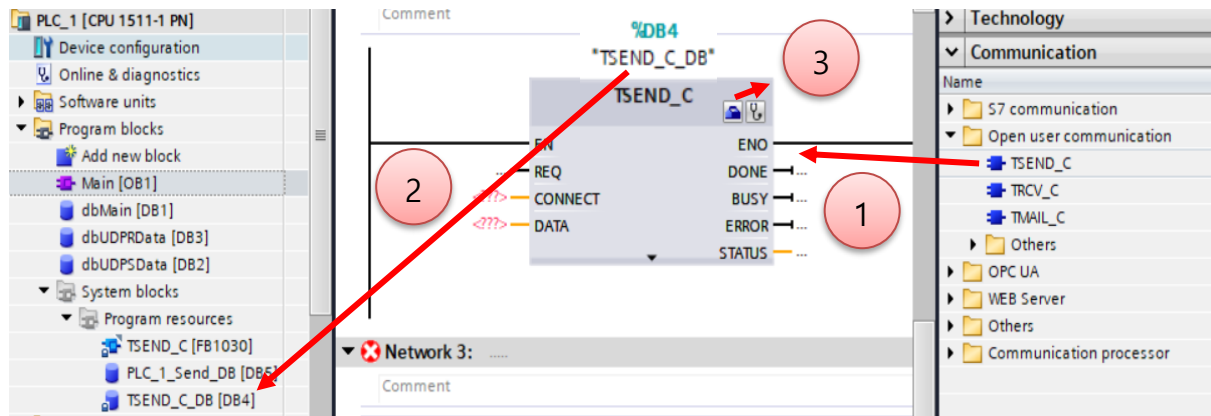 PLC_1 [CPU 1511-1 PN]
Device configuration
Online & diagnostics
Software units
Program blocks
Add new block
Main [OB1]
dbMain [DB1]
dbUDPRData [DB3]
dbUDPSData [DB2]
System blocks
Program resources
TSEND_C [FB1030]
PLC_1_Send_DB [DB5]
TSEND_C_DB [DB4]
Comment
%DB4
"TSEND_C_DB"
TSEND_C
3
EN
ENO
... REQ
DONE ...
2
<???> CONNECT
BUSY ...
<???> DATA
ERROR ...
1
STATUS ...
Network 3: .....
Comment
Technology
Communication
Name
S7 communication
Open user communication
TSEND_C
TRCV_C
TMAIL_C
Others
OPC UA
WEB Server
Others
Communication processor